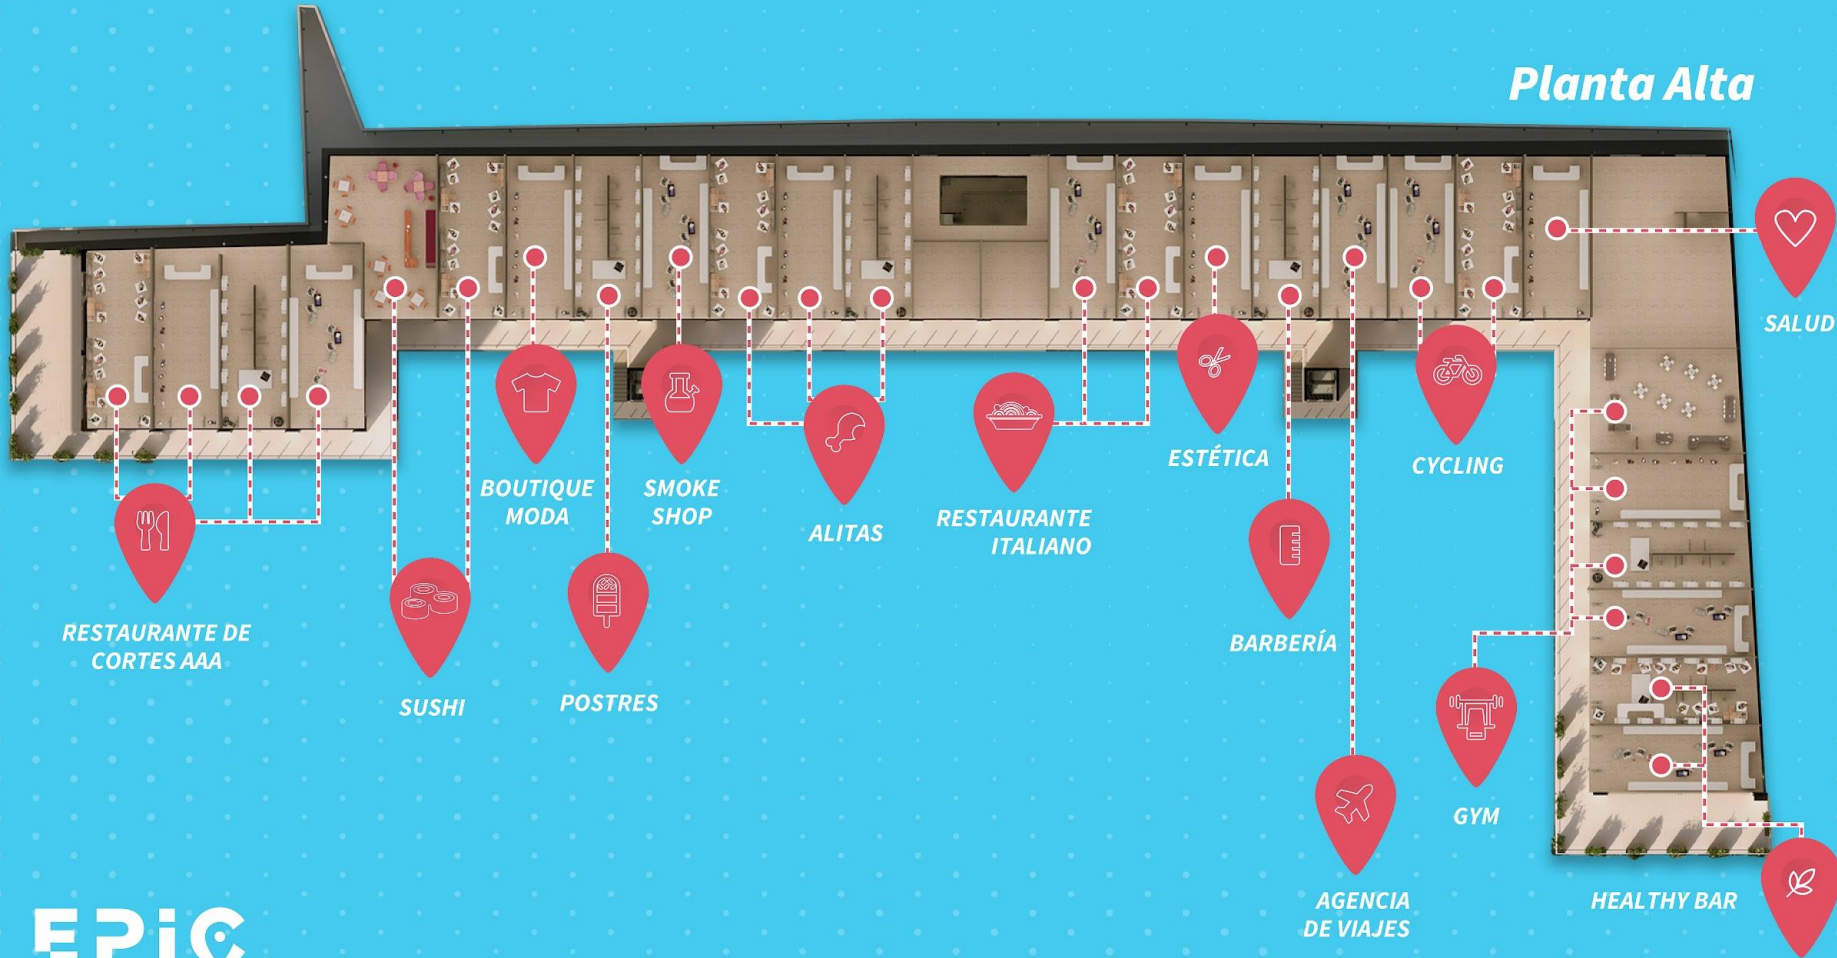 Planta Alta
SALUD
BOUTIQUE
MODA
SMOKE
SHOP
ALITAS
RESTAURANTE
ITALIANO
ESTÉTICA
CYCLING
RESTAURANTE DE
CORTES AAA
SUSHI
POSTRES
BARBERÍA
GYM
AGENCIA
DE VIAJES
HEALTHY BAR
EPiC